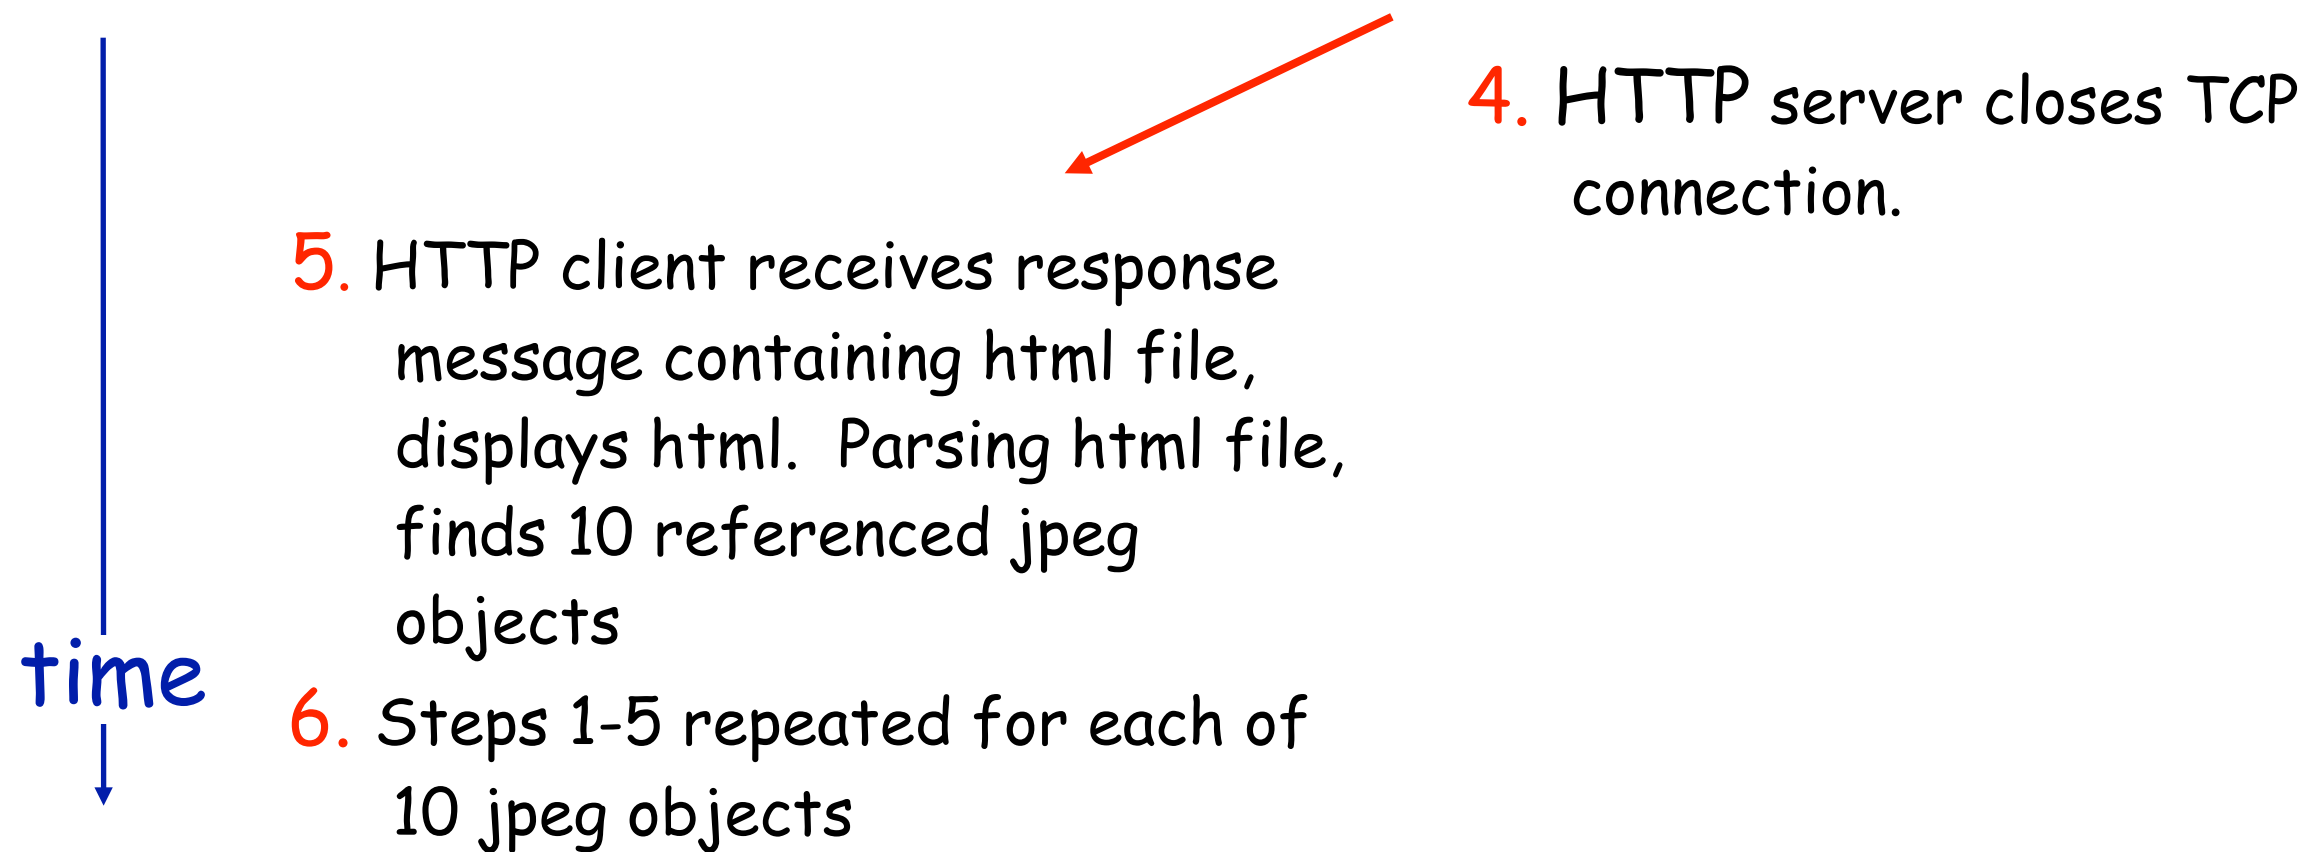 4. HTTP server closes TCP
connection.
5. HTTP client receives response
message containing html file,
displays html.  Parsing html file,
finds 10 referenced jpeg
objects
time
6. Steps 1-5 repeated for each of
10 jpeg objects